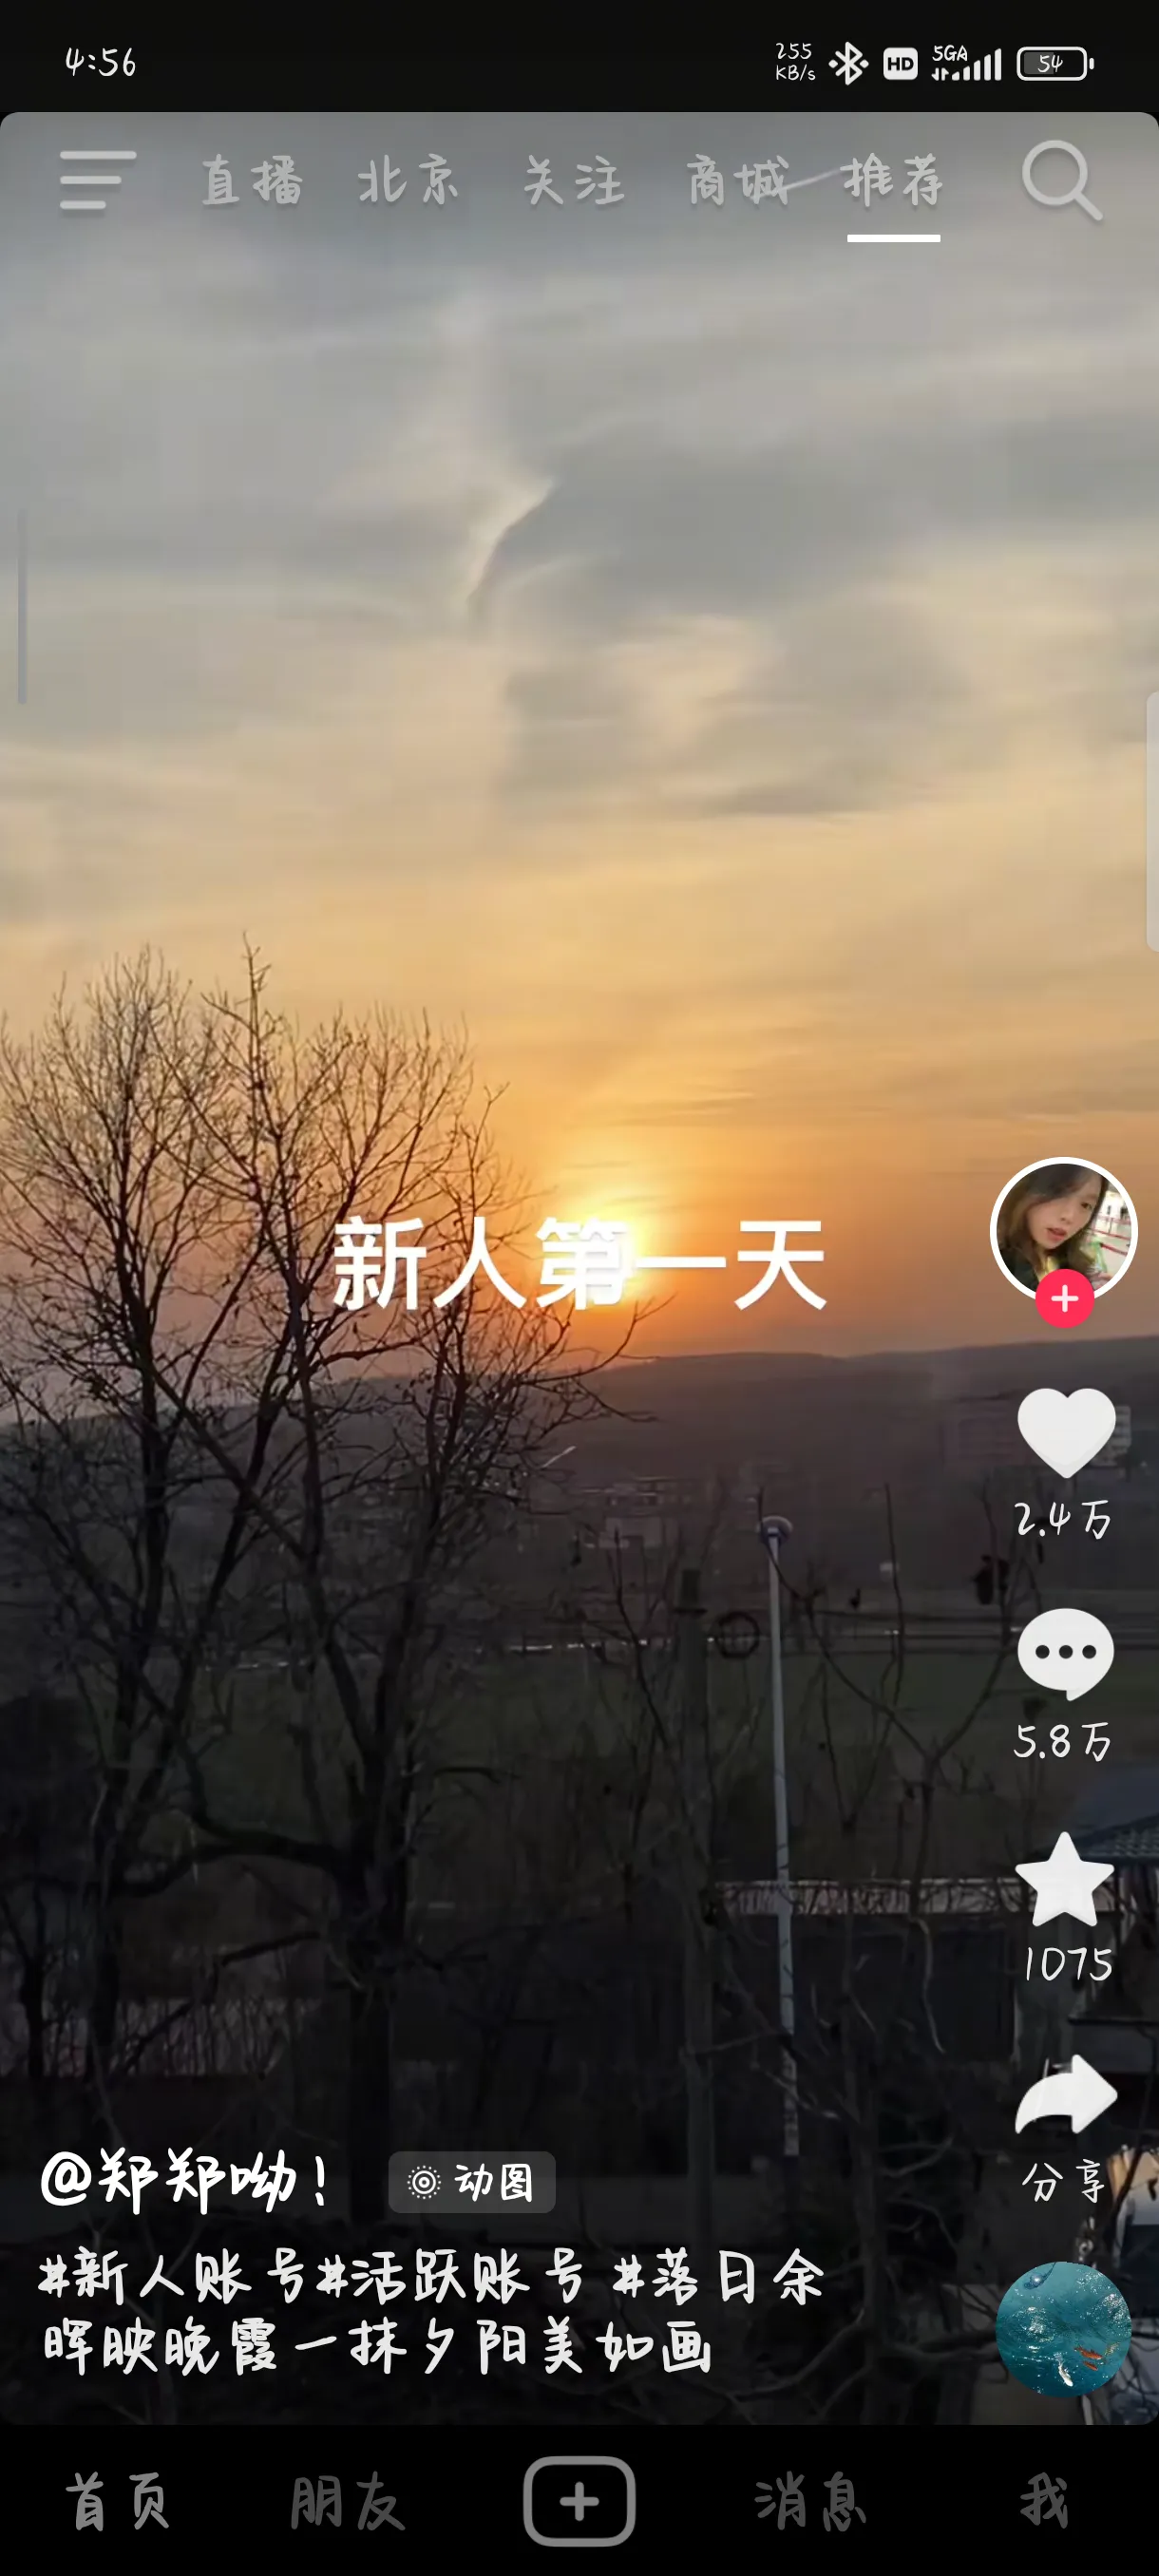 4:56
255
KB/s
HD
5GA
54
直播 北京 关注 商城 推荐
新人第一天
2.4万
5.8万
1075
分享
@郑郑呦！ 动图
#新人账号#活跃账号 #落日余
晖映晚霞一抹夕阳美如画
首页 朋友 消息 我